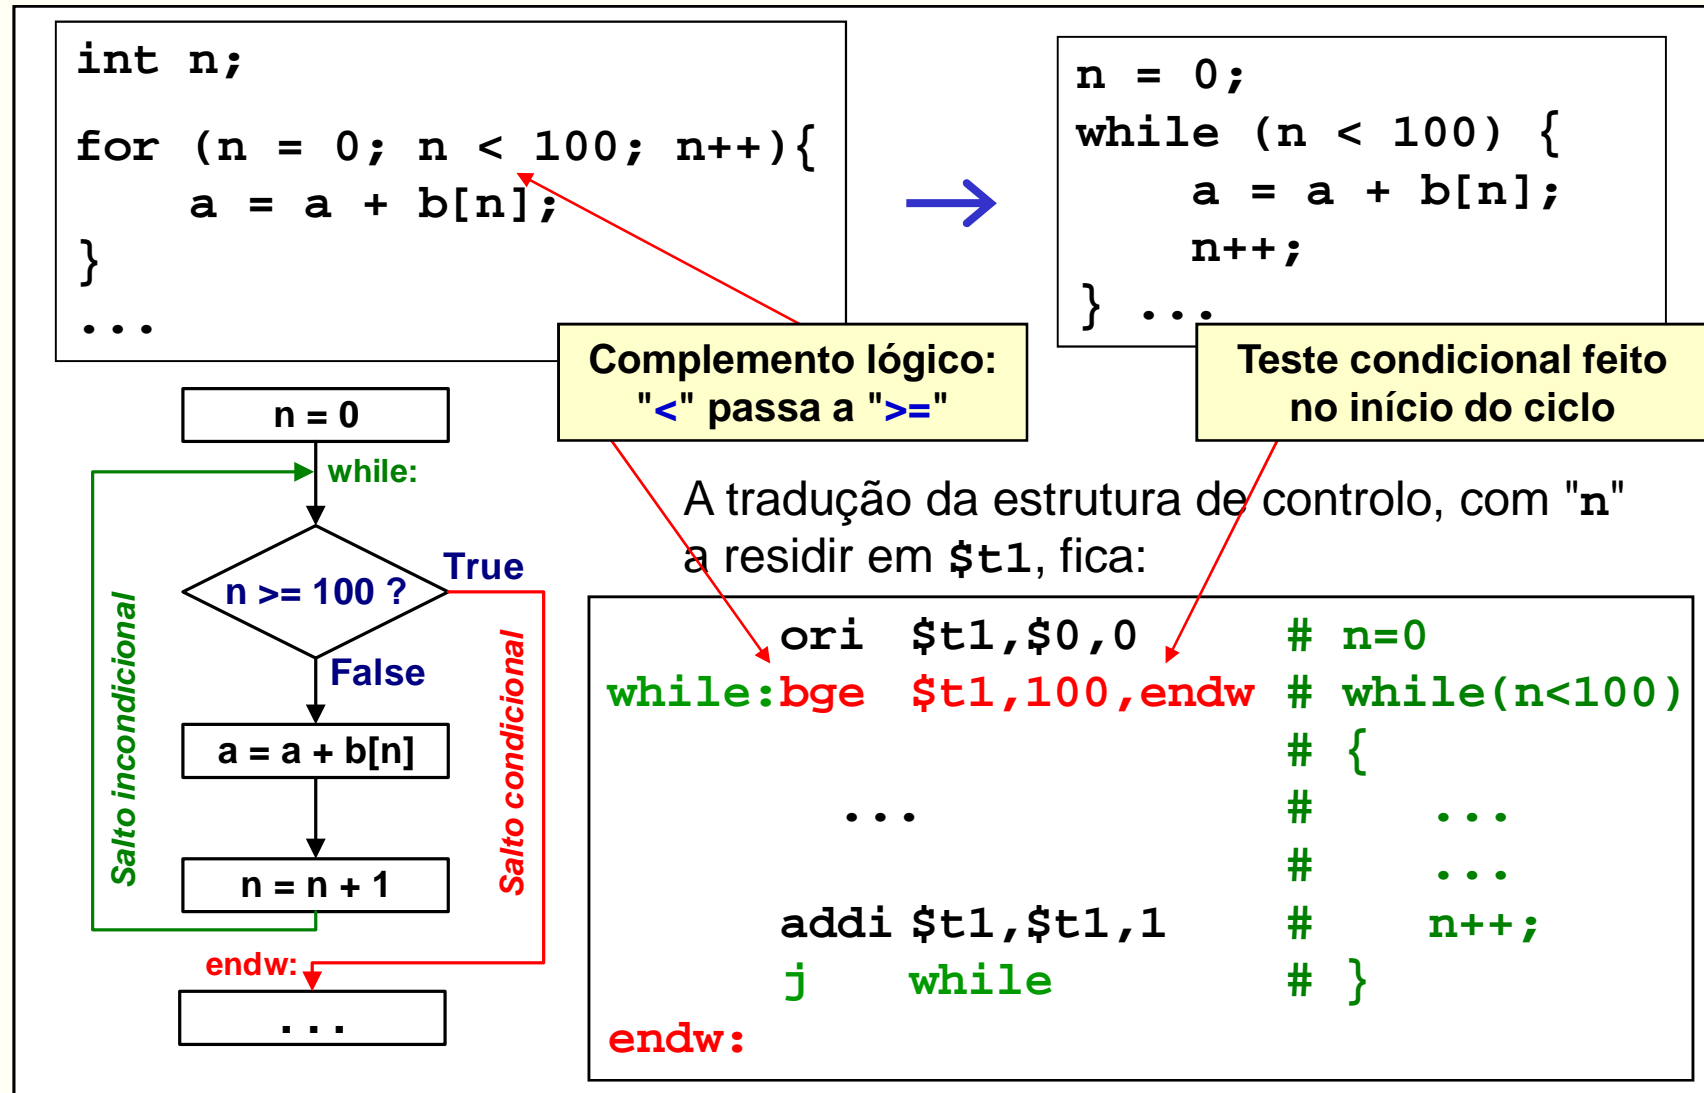 int n;
for (n = 0; n < 100; n++){
a = a + b[n];
}
...
n = 0;
while (n < 100) {
a = a + b[n];
n++;
} ...
Complemento lógico:
"<" passa a ">="
Teste condicional feito
no início do ciclo
n = 0
while:
n >= 100 ?
True
False
a = a + b[n]
n = n + 1
endw:
. . .
Salto incondicional
Salto condicional
A tradução da estrutura de controlo, com "n"
a residir em $t1, fica:
ori $t1,$0,0 # n=0
while:bge $t1,100,endw # while(n<100)
# {
... # ...
# ...
addi $t1,$t1,1 # n++;
j while # }
endw: